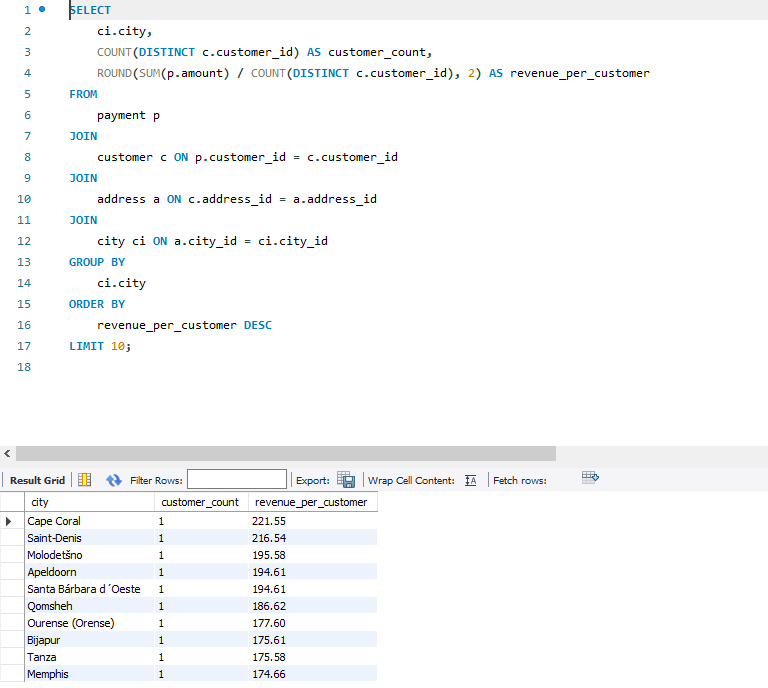 1 SELECT
2 ci.city,
3 COUNT(DISTINCT c.customer_id) AS customer_count,
4 ROUND(SUM(p.amount) / COUNT(DISTINCT c.customer_id), 2) AS revenue_per_customer
5 FROM
6 payment p
7 JOIN
8 customer c ON p.customer_id = c.customer_id
9 JOIN
10 address a ON c.address_id = a.address_id
11 JOIN
12 city ci ON a.city_id = ci.city_id
13 GROUP BY
14 ci.city
15 ORDER BY
16 revenue_per_customer DESC
17 LIMIT 10;
18
Result Grid Filter Rows: Export: Wrap Cell Content: IA Fetch rows:
city customer_count revenue_per_customer
Cape Coral 1 221.55
Saint-Denis 1 216.54
Molodetšno 1 195.58
Apeldoorn 1 194.61
Santa Bárbara d´Oeste 1 194.61
Qomsheh 1 186.62
Ourense (Orense) 1 177.60
Bijapur 1 175.61
Tanza 1 175.58
Memphis 1 174.66